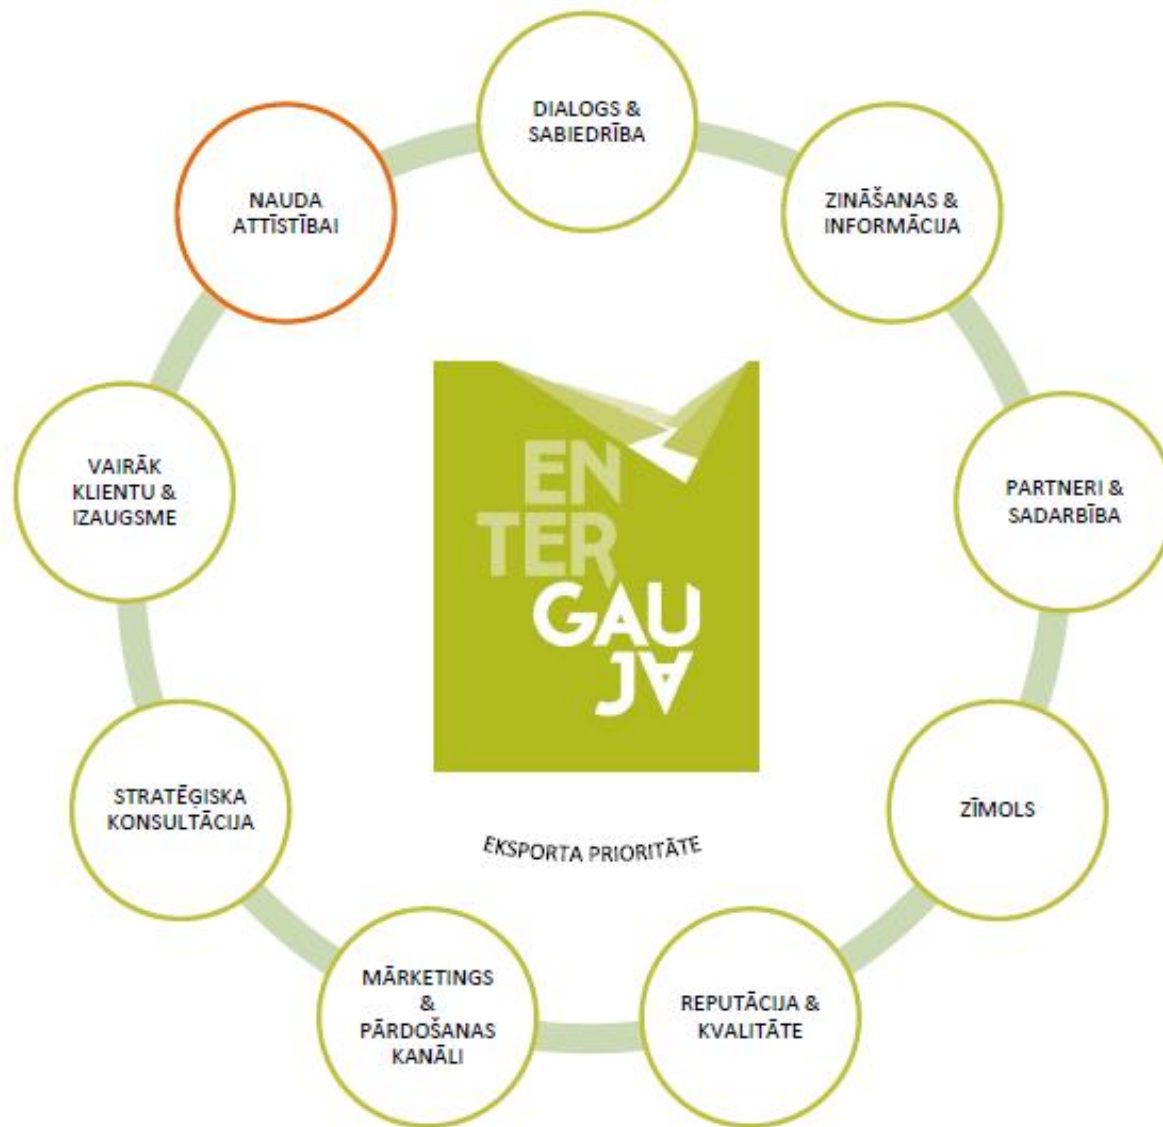 DIALOGS &
SABIEDRĪBA
ZINĀŠANAS &
INFORMĀCIJA
PARTNERI &
SADARBĪBA
ZĪMOLS
REPUTĀCIJA &
KVALITĀTE
MĀRKETINGS
&
PĀRDOŠANAS
KANĀLI
STRATĒĢISKA
KONSULTĀCIJA
VAIRĀK
KLIENTU &
IZAUGSME
NAUDA
ATTĪSTĪBAI
EN
TER
GAU
JA
EKSPORTA PRIORITĀTE